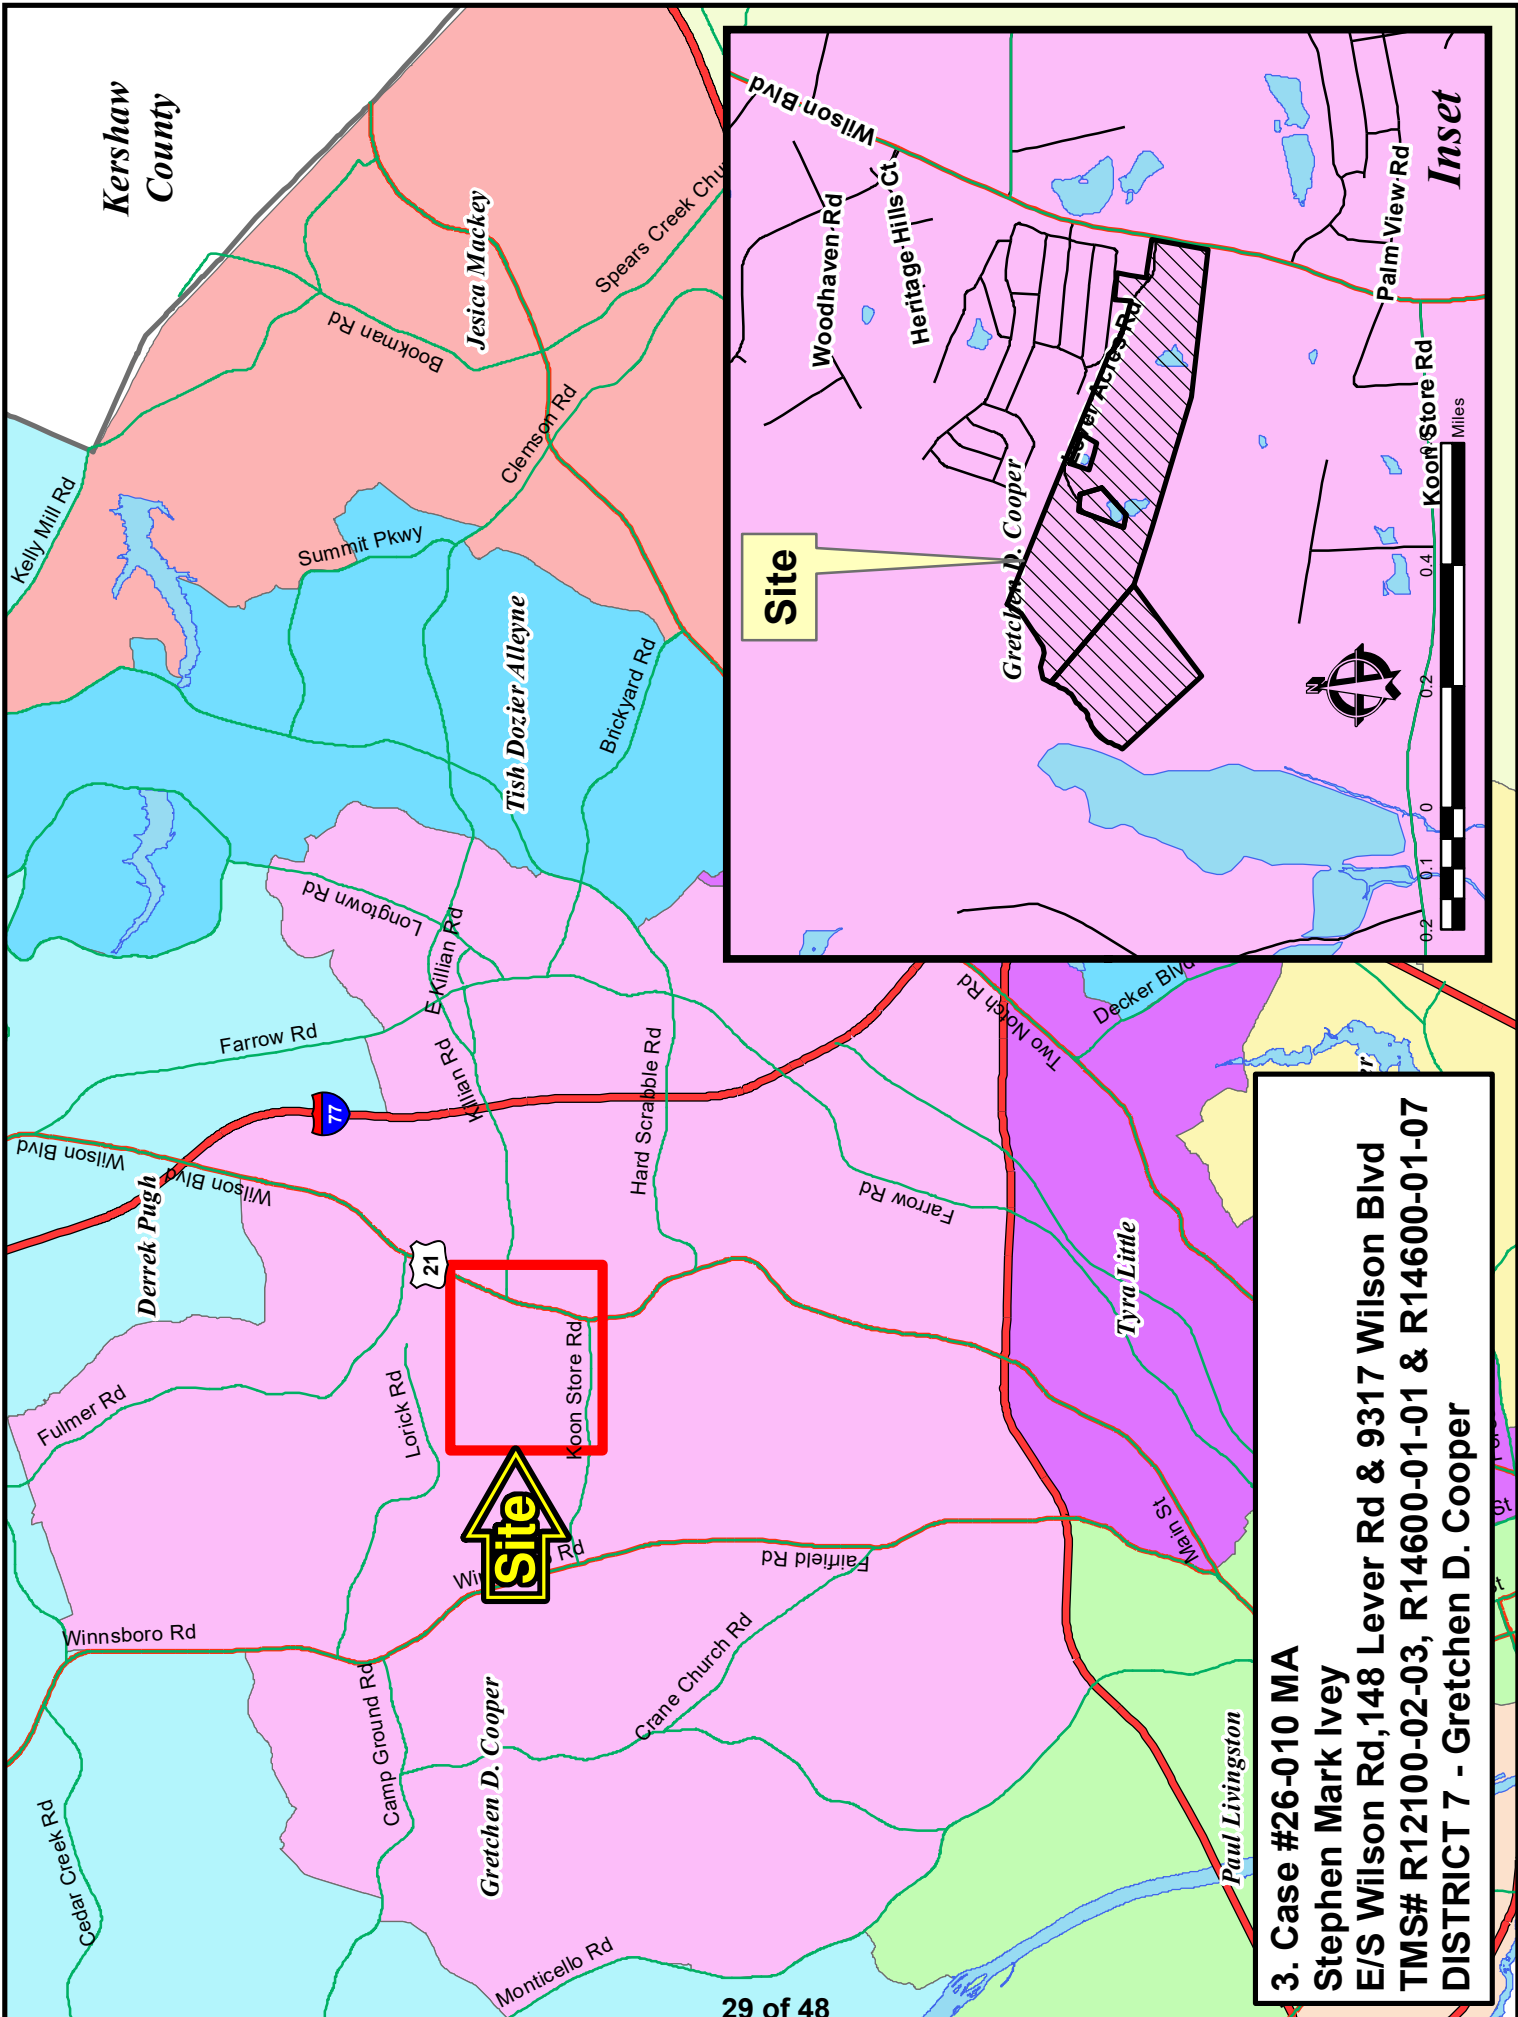 Kershaw
County
Kelly Mill Rd
Bookman Rd
Jesica Mackey
Spears Creek Chu
Clemson Rd
Summit Pkwy
Tish Dozier Alleyne
Brickyard Rd
Longtown Rd
E Killian Rd
Killian Rd
Farrow Rd
Hard Scrabble Rd
Farrow Rd
77
Wilson Blvd
Wilson Blvd
Derrek Pugh
21
Two Notch Rd
Decker Blvd
Tyra Little
Main St
Fulmer Rd
Lorick Rd
Koon Store Rd
Site
Rd
Fairfield Rd
Winnsboro Rd
Camp Ground Rd
Crane Church Rd
Gretchen D. Cooper
Cedar Creek Rd
Monticello Rd
Paul Livingston
St
Inset
Wilson Blvd
Woodhaven Rd
Heritage Hills Ct
Lever Acres Rd
Palm View Rd
Koon Store Rd
Gretchen D. Cooper
Site
N
0.2 0.1 0 0.2 0.4
Miles
3. Case #26-010 MA
Stephen Mark Ivey
E/S Wilson Rd,148 Lever Rd & 9317 Wilson Blvd
TMS# R12100-02-03, R14600-01-01 & R14600-01-07
DISTRICT 7 - Gretchen D. Cooper
29 of 48